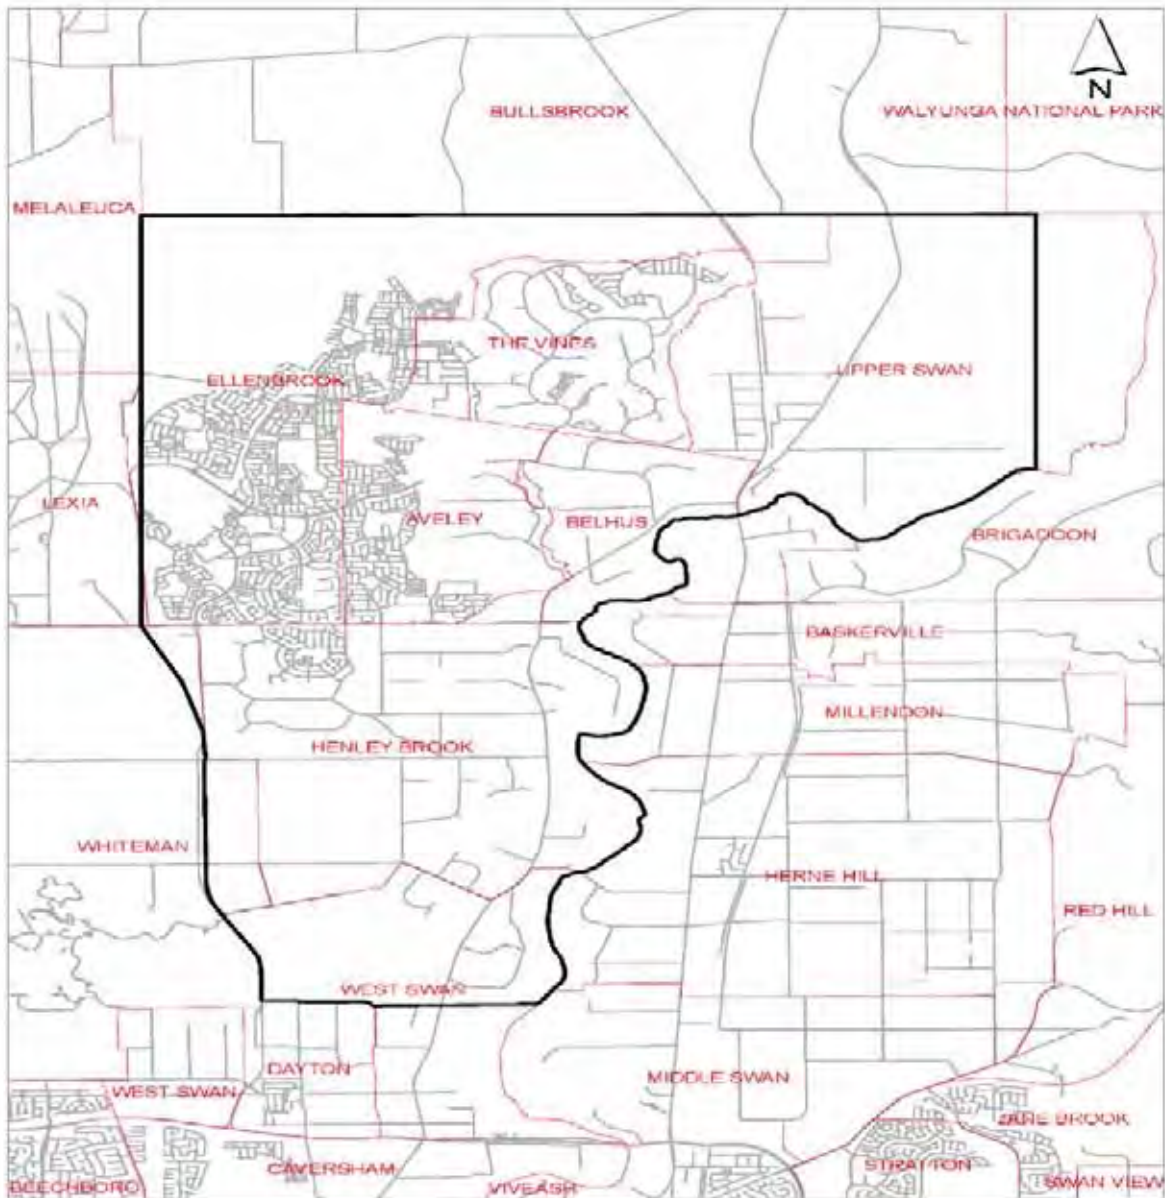 N
BULLSBROOK
WALYUNGA NATIONAL PARK
MELALEUCA
THE VINES
ELLENBROOK
UPPER SWAN
LEXIA
AVELEY
BELHUS
BRIGADOON
BASKERVILLE
MILLENDON
HENLEY BROOK
WHITEMAN
HERNE HILL
RED HILL
WEST SWAN
DAYTON
MIDDLE SWAN
WEST SWAN
JANE BROOK
CAVERSHAM
STRATTON
BEECHBORO
VIVEASH
SWAN VIEW